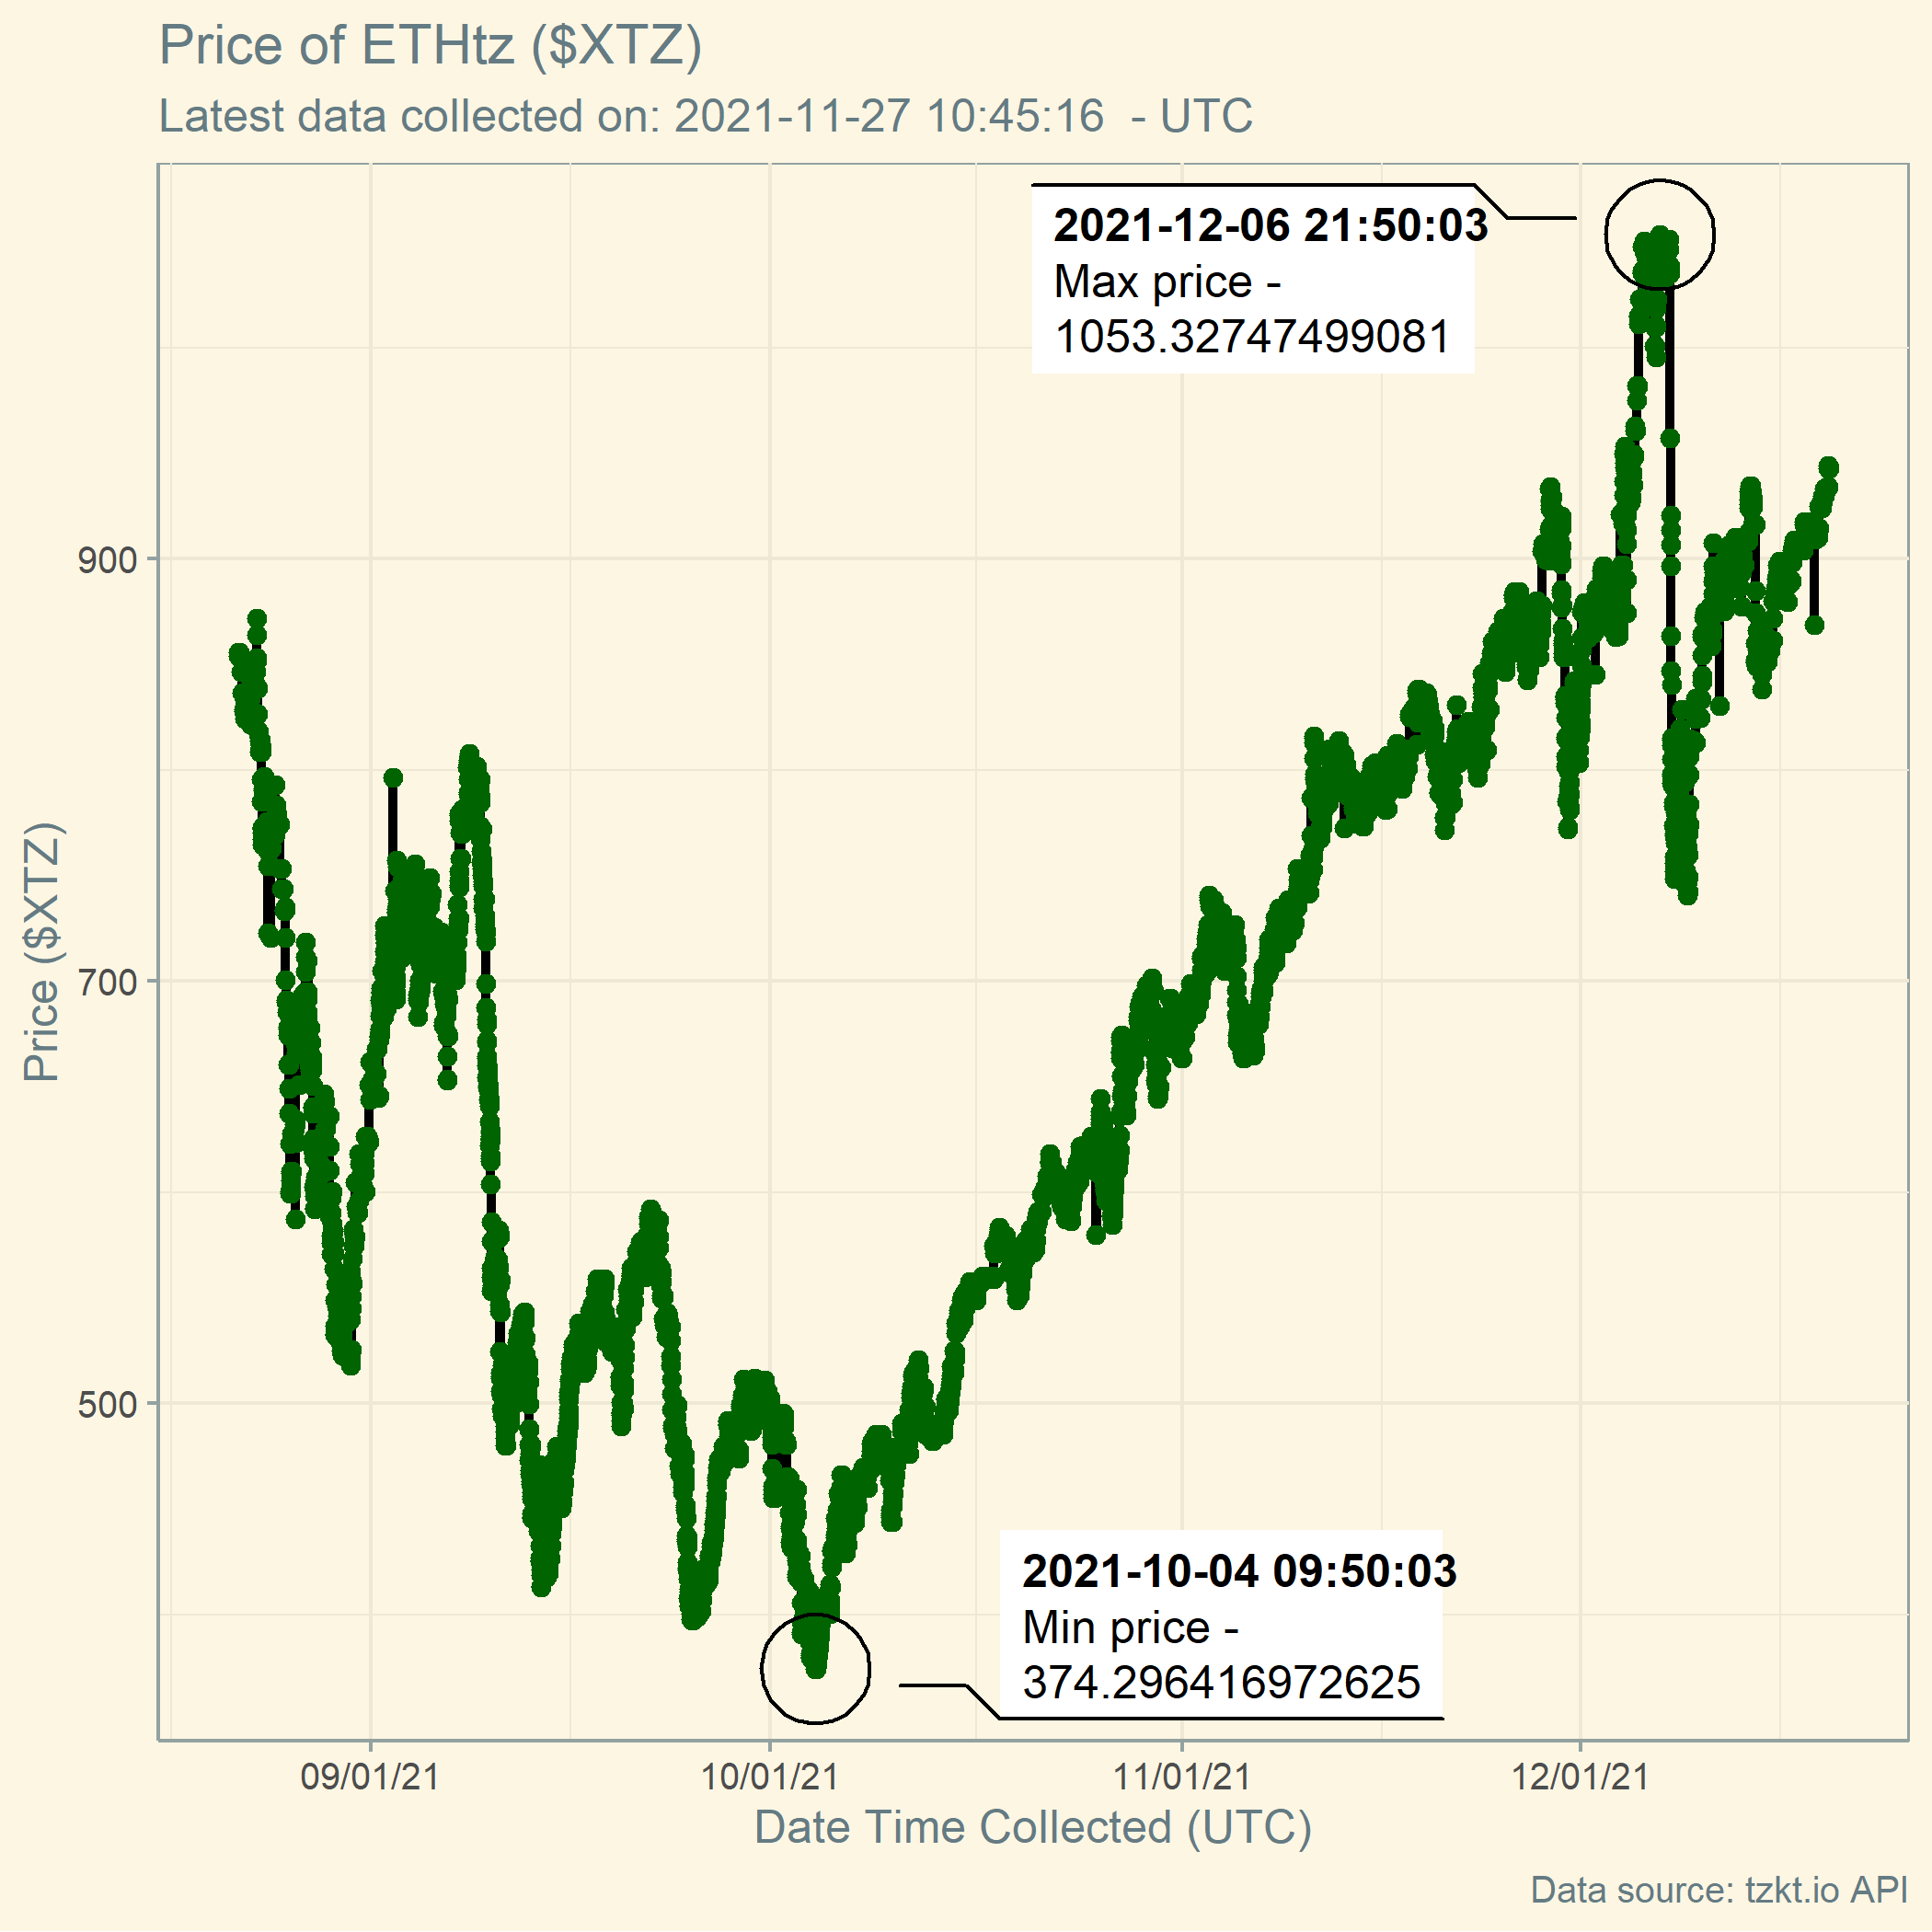 Price of ETHtz ($XTZ)
Latest data collected on: 2021-11-27 10:45:16  - UTC
2021-12-06 21:50:03
Max price -
1053.32747499081
900
700
500
Price ($XTZ)
2021-10-04 09:50:03
Min price -
374.296416972625
09/01/21 10/01/21 11/01/21 12/01/21
Date Time Collected (UTC)
Data source: tzkt.io API